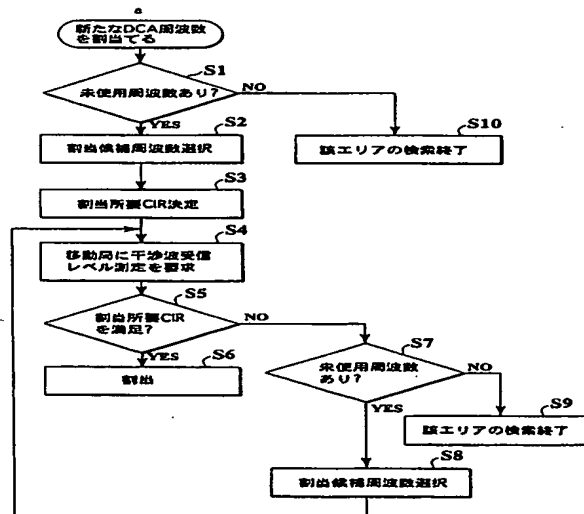 a
新たなDCA周波数
を割当てる
S1
未使用周波数あり?
NO
YES
S2
割当候補周波数選択
S10
該エリアの検索終了
S3
割当所要CIR決定
S4
移動局に干渉波受信
レベル測定を要求
S5
割当所要CIR
を満足?
NO
YES
S6
割当
S7
未使用周波数
あり?
NO
YES
S9
該エリアの検索終了
S8
割当候補周波数選択